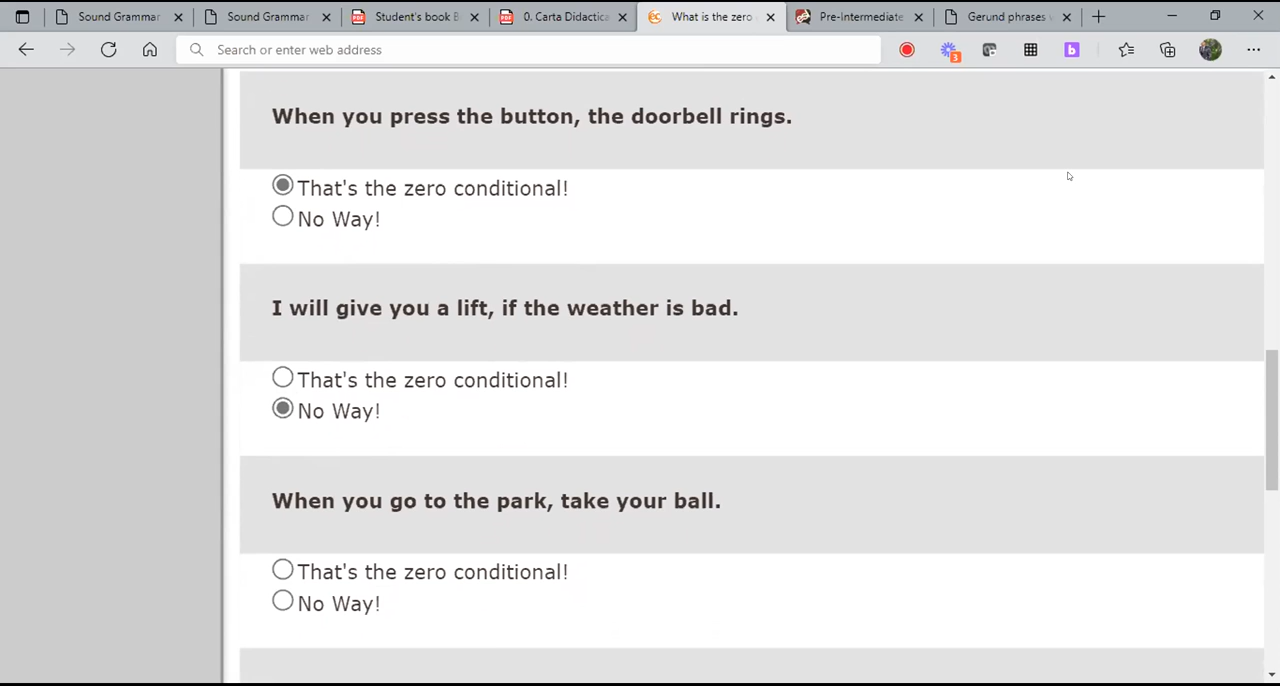 Sound Grammar
Sound Grammar
Student's book B
0. Carta Didactica
What is the zero
Pre-Intermediate
Gerund phrases
Search or enter web address
3
b
When you press the button, the doorbell rings.
That's the zero conditional!
No Way!
I will give you a lift, if the weather is bad.
That's the zero conditional!
No Way!
When you go to the park, take your ball.
That's the zero conditional!
No Way!